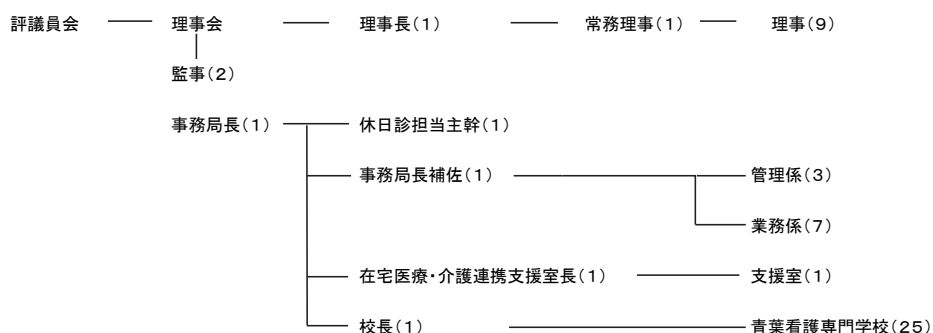 評議員会 理事会 理事長(1) 常務理事(1) 理事(9)
監事(2)
事務局長(1) 休日診担当主幹(1)
事務局長補佐(1) 管理係(3)
業務係(7)
在宅医療・介護連携支援室長(1) 支援室(1)
校長(1) 青葉看護専門学校(25)